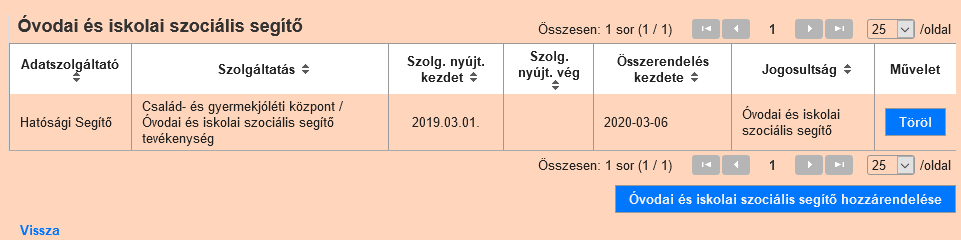 Óvodai és iskolai szociális segítő
Összesen: 1 sor (1 / 1) 1 25 /oldal
Adatszolgáltató Szolgáltatás Szolg. nyújt. kezdet Szolg. nyújt. vég Összerendelés kezdete Jogosultság Művelet
Hatósági Segítő
Család- és gyermekjóléti központ /
Óvodai és iskolai szociális segítő
tevékenység
2019.03.01.
2020-03-06
Óvodai és iskolai
szociális segítő
Töröl
Összesen: 1 sor (1 / 1) 1 25 /oldal
Óvodai és iskolai szociális segítő hozzárendelése
Vissza